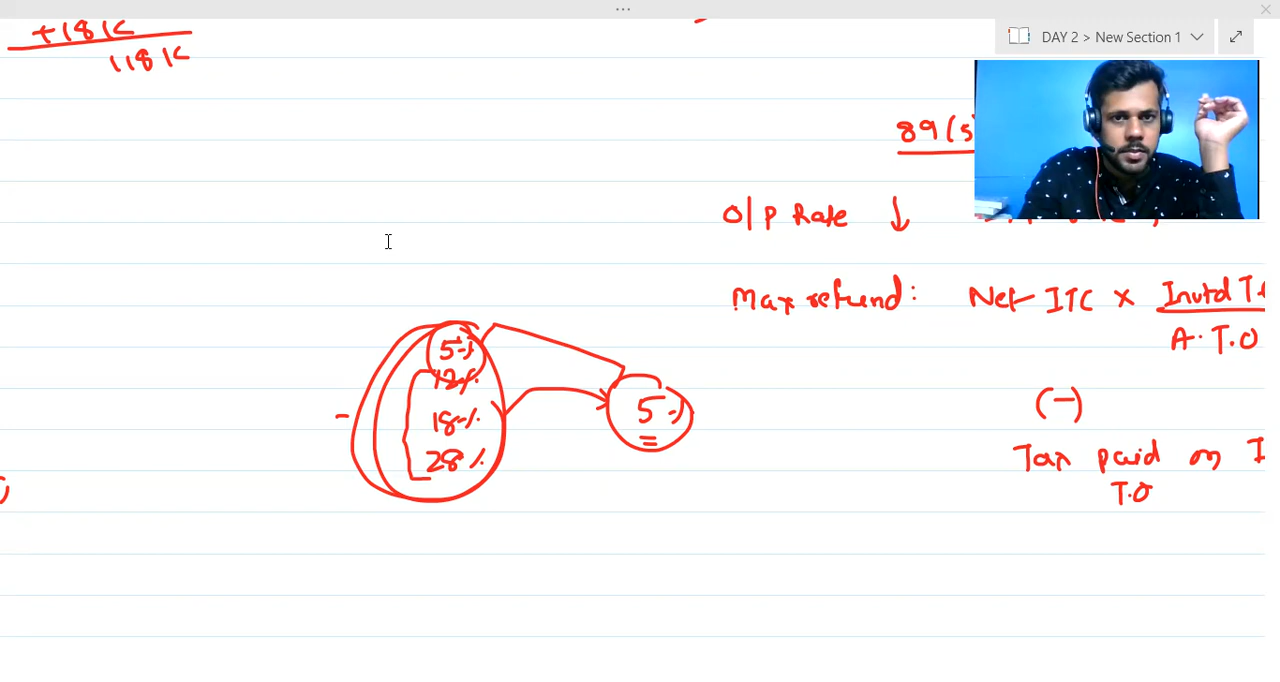 +18K
118K
DAY 2 > New Section 1
89(5)
O/P Rate ↓
Max refund: Net ITC x Invtd T.
A. T.O
5%
12%
18%
28%
5%
(-)
Tax paid on I
T.O